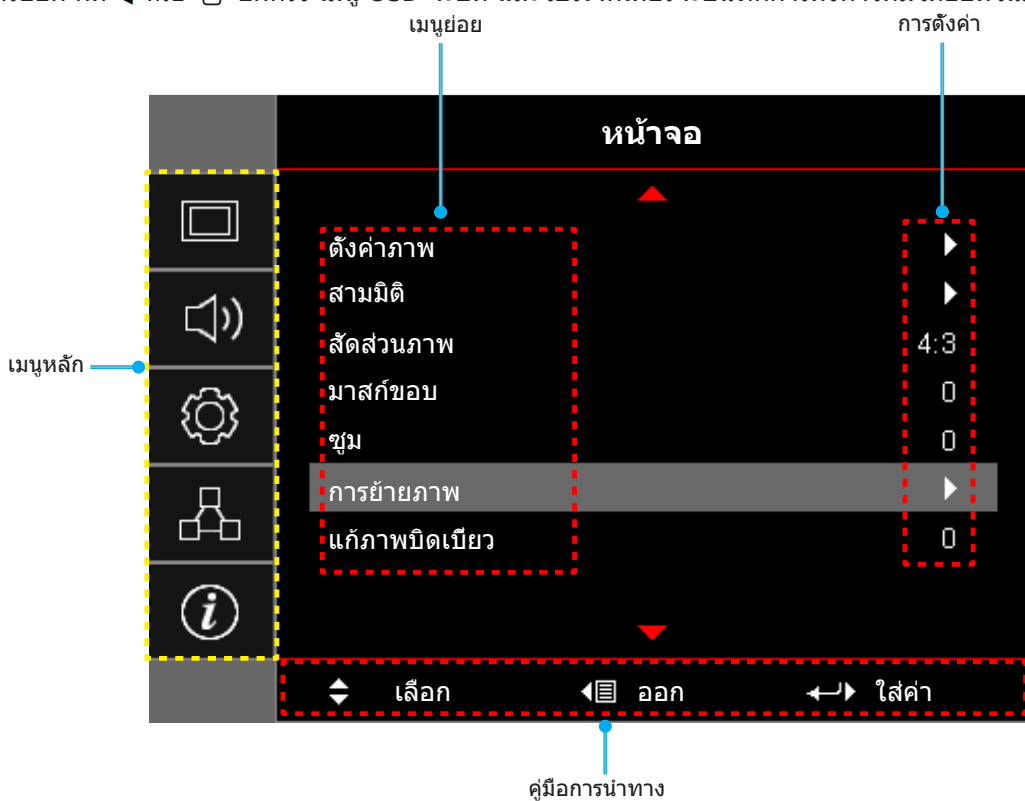 เมนูย่อย
การตั้งค่า
หน้าจอ
ตั้งค่าภาพ
สามมิติ
สัดส่วนภาพ 4:3
มาสก์ขอบ 0
ซูม 0
การย้ายภาพ
แก้ภาพบิดเบี้ยว 0
เมนูหลัก
เลือก ออก ใส่ค่า
คู่มือการนำทาง